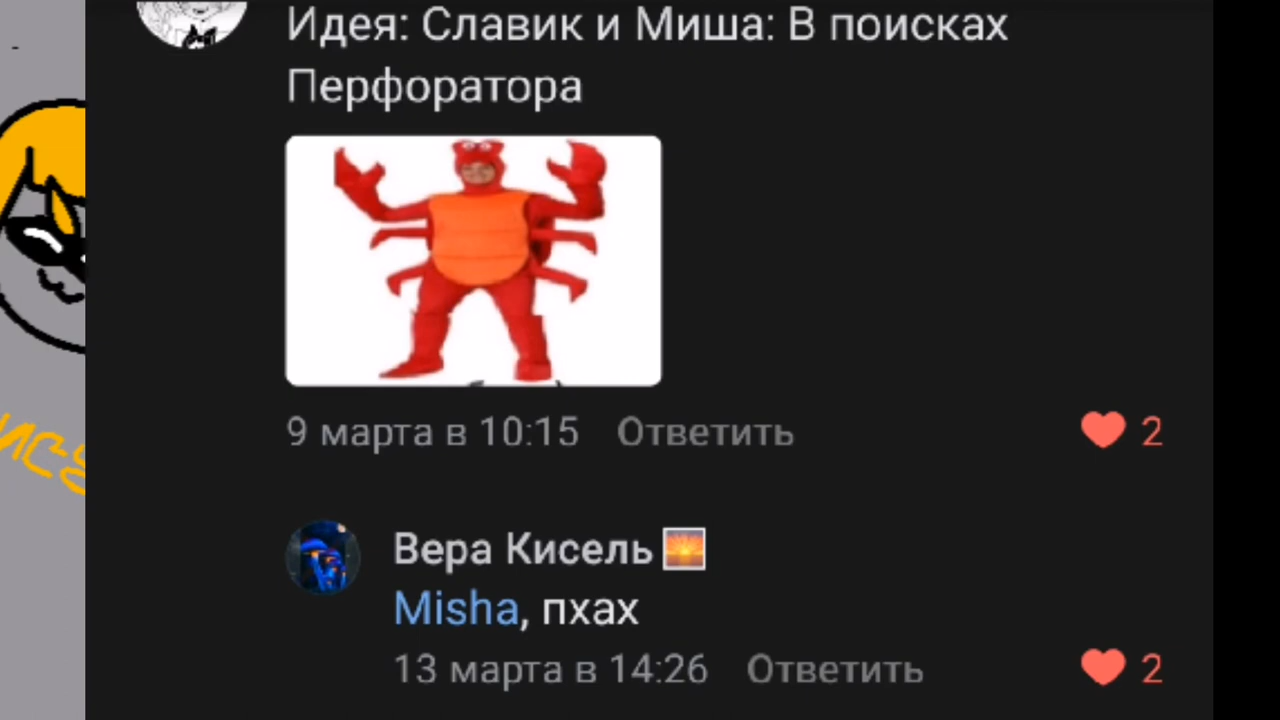 Идея: Славик и Миша: В поисках
Перфоратора
9 марта в 10:15 Ответить 2
Вера Кисель
Misha, пхах
13 марта в 14:26 Ответить 2